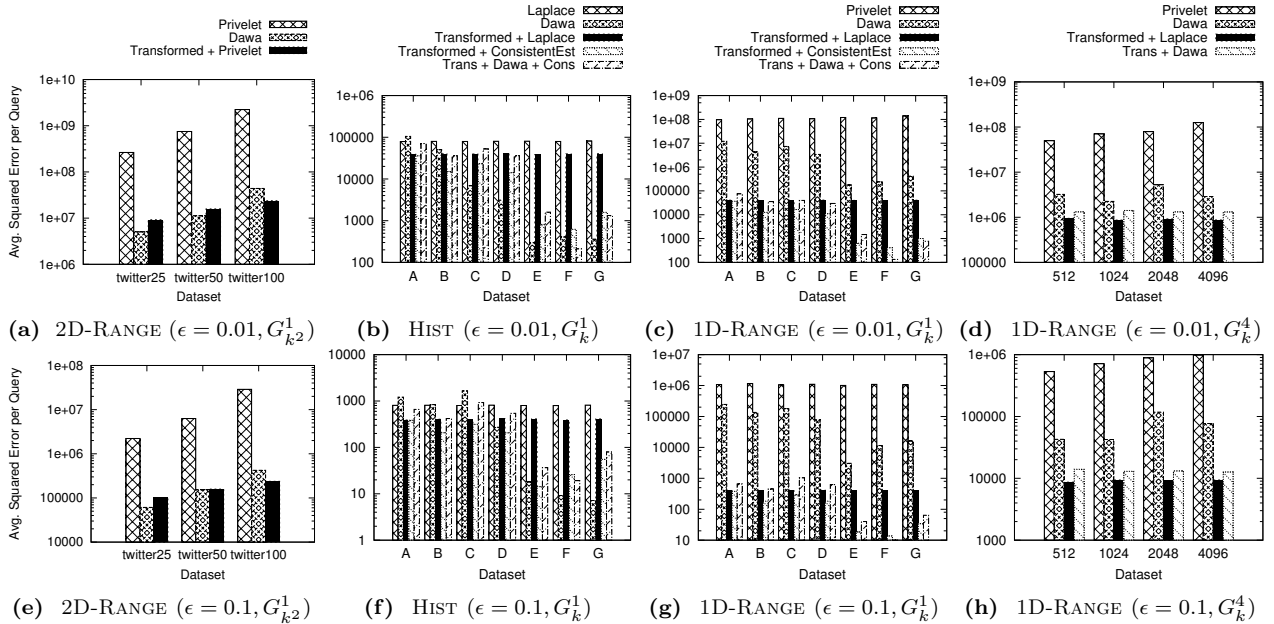 Privelet
Dawa
Transformed + Privelet
Avg. Squared Error per Query
1e+10
1e+09
1e+08
1e+07
1e+06
twitter25 twitter50 twitter100
Dataset
(a) 2D-RANGE (ϵ = 0.01, G¹ₖ²)
Laplace
Dawa
Transformed + Laplace
Transformed + ConsistentEst
Trans + Dawa + Cons
1e+06
100000
10000
1000
100
A B C D E F G
Dataset
(b) HIST (ϵ = 0.01, G¹ₖ)
Privelet
Dawa
Transformed + Laplace
Transformed + ConsistentEst
Trans + Dawa + Cons
1e+09
1e+08
1e+07
1e+06
100000
10000
1000
100
A B C D E F G
Dataset
(c) 1D-RANGE (ϵ = 0.01, G¹ₖ)
Privelet
Dawa
Transformed + Laplace
Trans + Dawa
1e+09
1e+08
1e+07
1e+06
100000
512 1024 2048 4096
Dataset
(d) 1D-RANGE (ϵ = 0.01, G⁴ₖ)
Avg. Squared Error per Query
1e+08
1e+07
1e+06
100000
10000
twitter25 twitter50 twitter100
Dataset
(e) 2D-RANGE (ϵ = 0.1, G¹ₖ²)
10000
1000
100
10
1
A B C D E F G
Dataset
(f) HIST (ϵ = 0.1, G¹ₖ)
1e+07
1e+06
100000
10000
1000
100
10
A B C D E F G
Dataset
(g) 1D-RANGE (ϵ = 0.1, G¹ₖ)
1e+06
100000
10000
1000
512 1024 2048 4096
Dataset
(h) 1D-RANGE (ϵ = 0.1, G⁴ₖ)